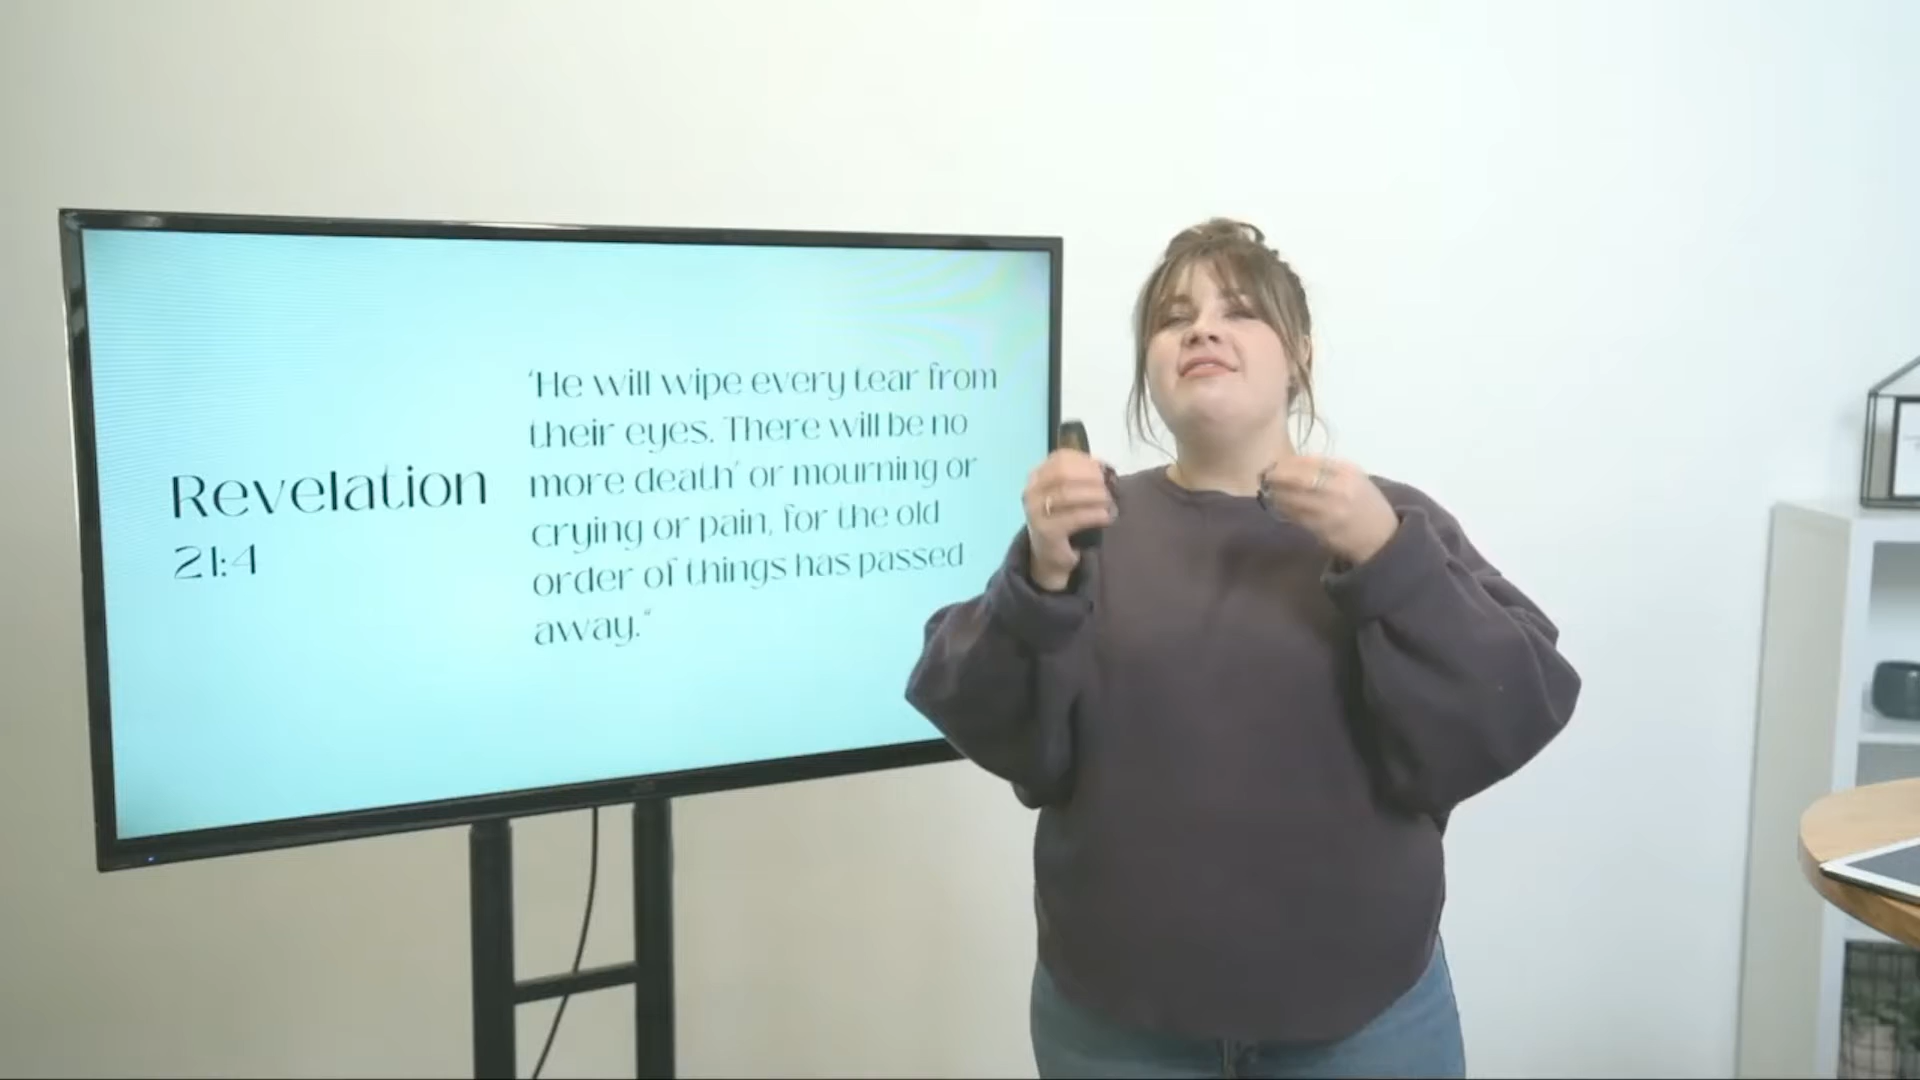 Revelation
21:4
‘He will wipe every tear from
their eyes. There will be no
more death’ or mourning or
crying or pain, for the old
order of things has passed
away.“